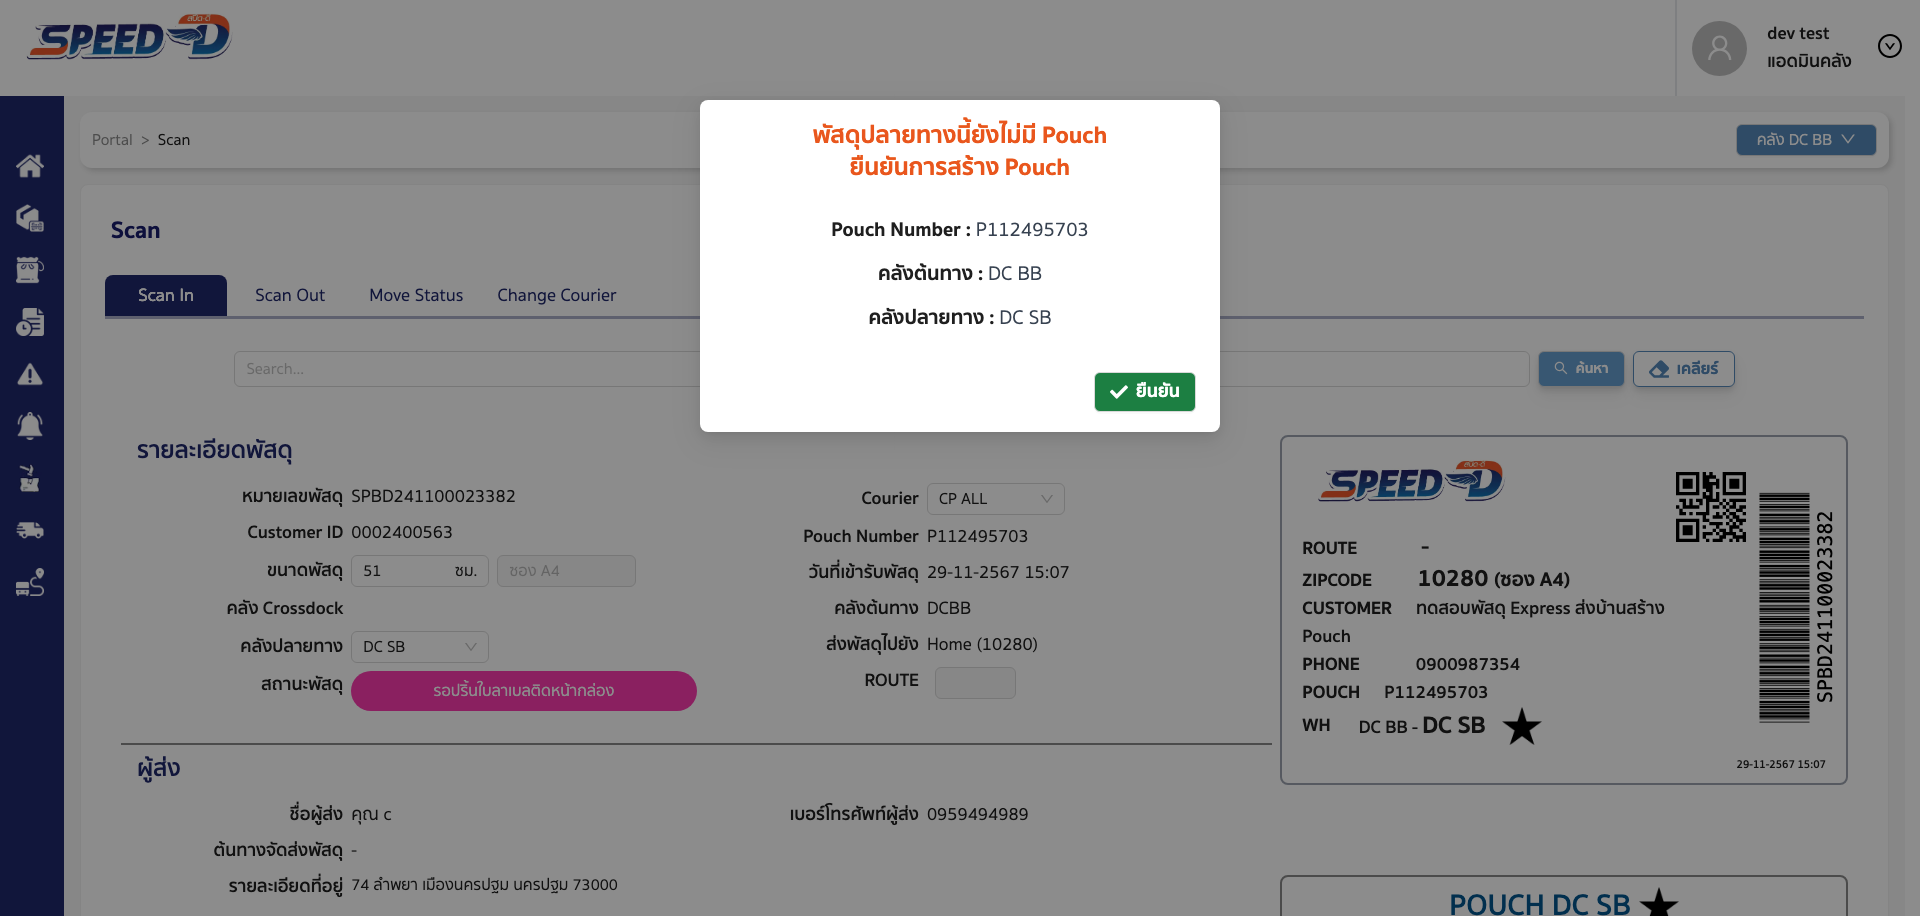 สปีด-ดี
SPEED-D
dev test
แอดมินคลัง
Portal > Scan
คลัง DC BB
พัสดุปลายทางนี้ยังไม่มี Pouch
ยืนยันการสร้าง Pouch
Pouch Number : P112495703
คลังต้นทาง : DC BB
คลังปลายทาง : DC SB
ยืนยัน
Scan
Scan In
Scan Out
Move Status
Change Courier
Search...
ค้นหา
เคลียร์
รายละเอียดพัสดุ
หมายเลขพัสดุ SPBD241100023382
Customer ID 0002400563
ขนาดพัสดุ 51 ซม. ซอง A4
คลัง Crossdock
คลังปลายทาง DC SB
สถานะพัสดุ รอปริ้นใบลาเบลติดหน้ากล่อง
Courier CP ALL
Pouch Number P112495703
วันที่เข้ารับพัสดุ 29-11-2567 15:07
คลังต้นทาง DCBB
ส่งพัสดุไปยัง Home (10280)
ROUTE
สปีด-ดี
SPEED-D
ROUTE -
ZIPCODE 10280 (ซอง A4)
CUSTOMER ทดสอบพัสดุ Express ส่งบ้านสร้าง
Pouch
PHONE 0900987354
POUCH P112495703
WH DC BB - DC SB
SPBD241100023382
29-11-2567 15:07
ผู้ส่ง
ชื่อผู้ส่ง คุณ c
เบอร์โทรศัพท์ผู้ส่ง 0959494989
ต้นทางจัดส่งพัสดุ -
รายละเอียดที่อยู่ 74 ลำพยา เมืองนครปฐม นครปฐม 73000
POUCH DC SB